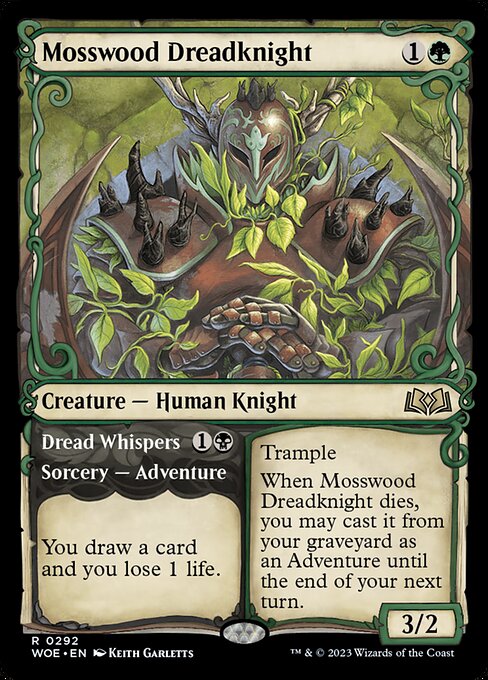 Mosswood Dreadknight 1
Creature — Human Knight
Dread Whispers 1
Sorcery — Adventure
You draw a card
and you lose 1 life.
Trample
When Mosswood
Dreadknight dies,
you may cast it from
your graveyard as
an Adventure until
the end of your next
turn.
3/2
R 0292
WOE • EN Keith Garletts
™ & © 2023 Wizards of the Coast